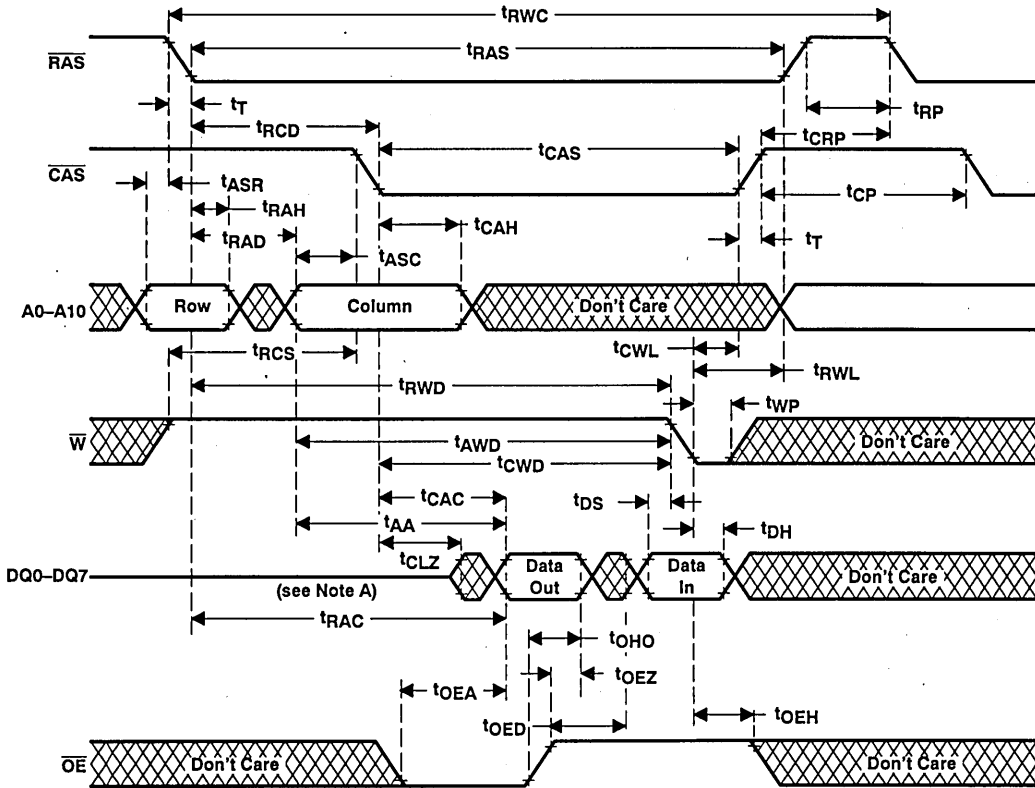 tRWC
RAS
tRAS
tT
tRP
tRCD
tCRP
CAS
tCAS
tASR
tCP
tRAH
tCAH
tT
tRAD
tASC
A0–A10
Row
Column
Don't Care
tCWL
tRCS
tRWL
tRWD
tWP
W
Don't Care
tAWD
tCWD
tCAC
tDS
tAA
tDH
tCLZ
DQ0–DQ7
Data Out
Data In
Don't Care
(see Note A)
tRAC
tOHO
tOEZ
tOEA
tOED
tOEH
OE
Don't Care
Don't Care